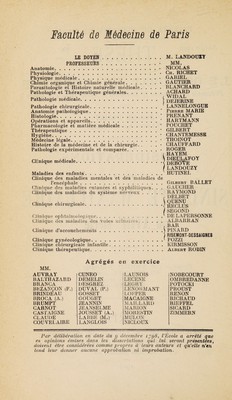 Faculté de Médecine de Paris
LE DOYEN M. LANDOUZY
PROFESSEURS MM.
Anatomie NICOLAS
Physiologie CH. RICHET
Physique médicale GARIEL
Chimie organique et Chimie générale GAUTIER
Parasitologie et Histoire naturelle médicale BLANCHARD
Pathologie et Thérapeutique générales ACHARD
Pathologie médicale WIDAL
DEJERINE
Pathologie chirurgicale LANNELONGUE
Anatomie pathologique PIERRE MARIE
Histologie PRENANT
Opérations et appareils HARTMANN
Pharmacologie et matière médicale POUCHET
Thérapeutique GILBERT
Hygiène CHANTEMESSE
Médecine légale THOINOT
Histoire de la médecine et de la chirurgie CHAUFFARD
Pathologie expérimentale et comparée ROGER
Clinique médicale HAYEM
DIEULAFOY
DEBOVE
LANDOUZY
Maladies des enfants HUTINEL
Clinique des maladies mentales et des maladies de
l'encéphale GILBERT BALLET
Clinique des maladies cutanées et syphilitiques GAUCHER
Clinique des maladies du système nerveux RAYMOND
Clinique chirurgicale DELBET
QUENU
RECLUS
SEGOND
Clinique ophtalmologique DE LAPERSONNE
Clinique des maladies des voies urinaires ALBARRAN
Clinique d'accouchements BAR
PINARD
RIBEMONT-DESSAIGNES
Clinique gynécologique POZZI
Clinique chirurgicale infantile KIRMISSON
Clinique thérapeutique ALBERT ROBIN
Agrégés en exercice
MM.
AUVRAY CUNEO LAUNOIS NOBECOURT
BALTHAZARD DEMELIN LECENE OMBREDANNE
BRANCA DESGREZ LEGRY POTOCKI
BEZANÇON (F.) DUVAL (P.) LENORMANT PROUST
BRINDEAU GOSSET LOEPER RENON
BROCA (A.) GOUGET MACAIGNE RICHAUD
BRUMPT JEANNIN MAILLARD RIEFFEL
CARNOT JEANSELME MARION SICARD
CASTAIGNE JOUSSET (A.) MORESTIN ZIMMERN
CLAUDE LABBE (M.) MULON
COUVELAIRE LANGLOIS NICLOUX
Par délibération en date du 9 décembre 1798, l'École a arrêté que
les opinions émises dans les dissertations qui lui seront présentées,
doivent être considérées comme propres à leurs auteurs et qu'elle n'en-
tend leur donner aucune approbation ni improbation.